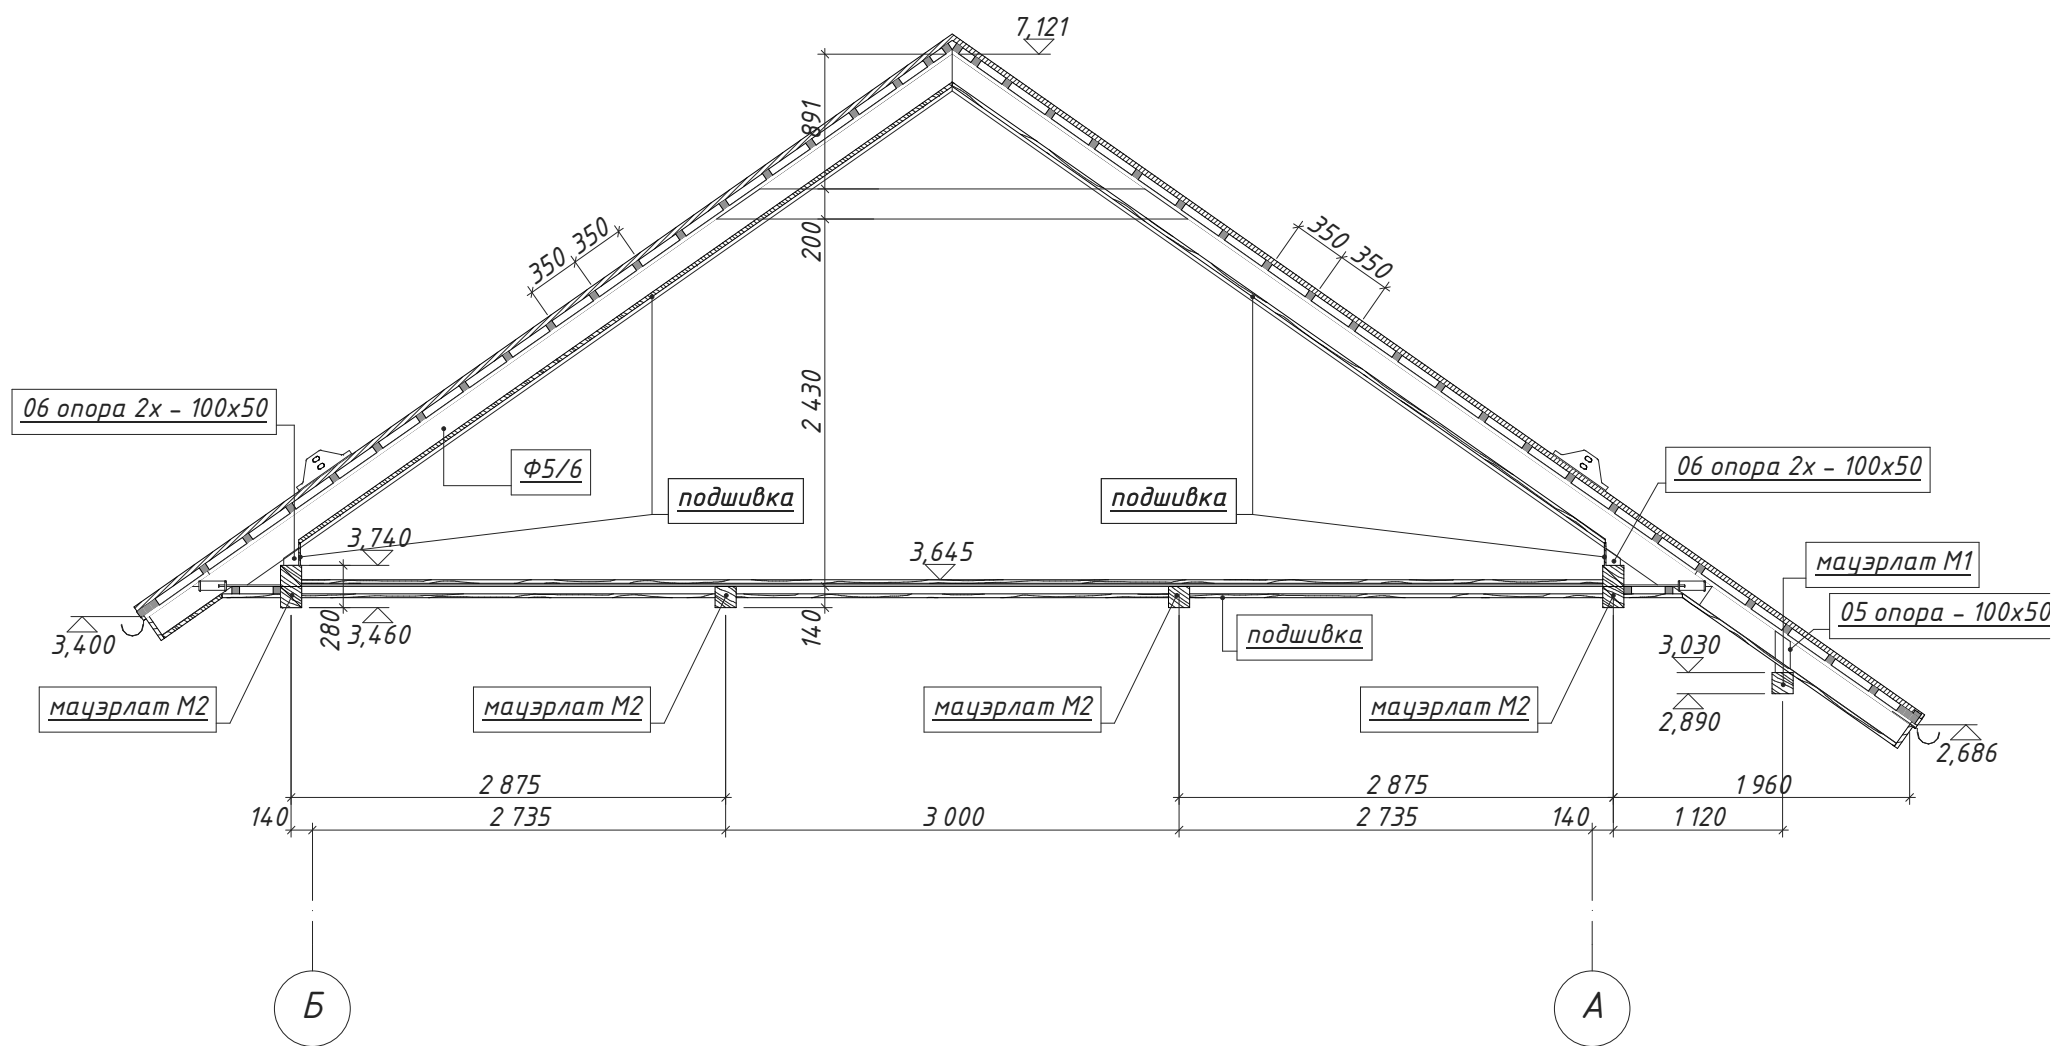 7,121
891
200
350
350
350
350
2 430
06 опора 2х - 100х50
Ф5/6
подшивка
подшивка
06 опора 2х - 100х50
3,740
3,645
мауэрлат М1
05 опора - 100х50
3,400
280
3,460
140
подшивка
3,030
2,890
2,686
мауэрлат М2
мауэрлат М2
мауэрлат М2
мауэрлат М2
2 875
2 875
1 960
140
2 735
3 000
2 735
140
1 120
Б
А